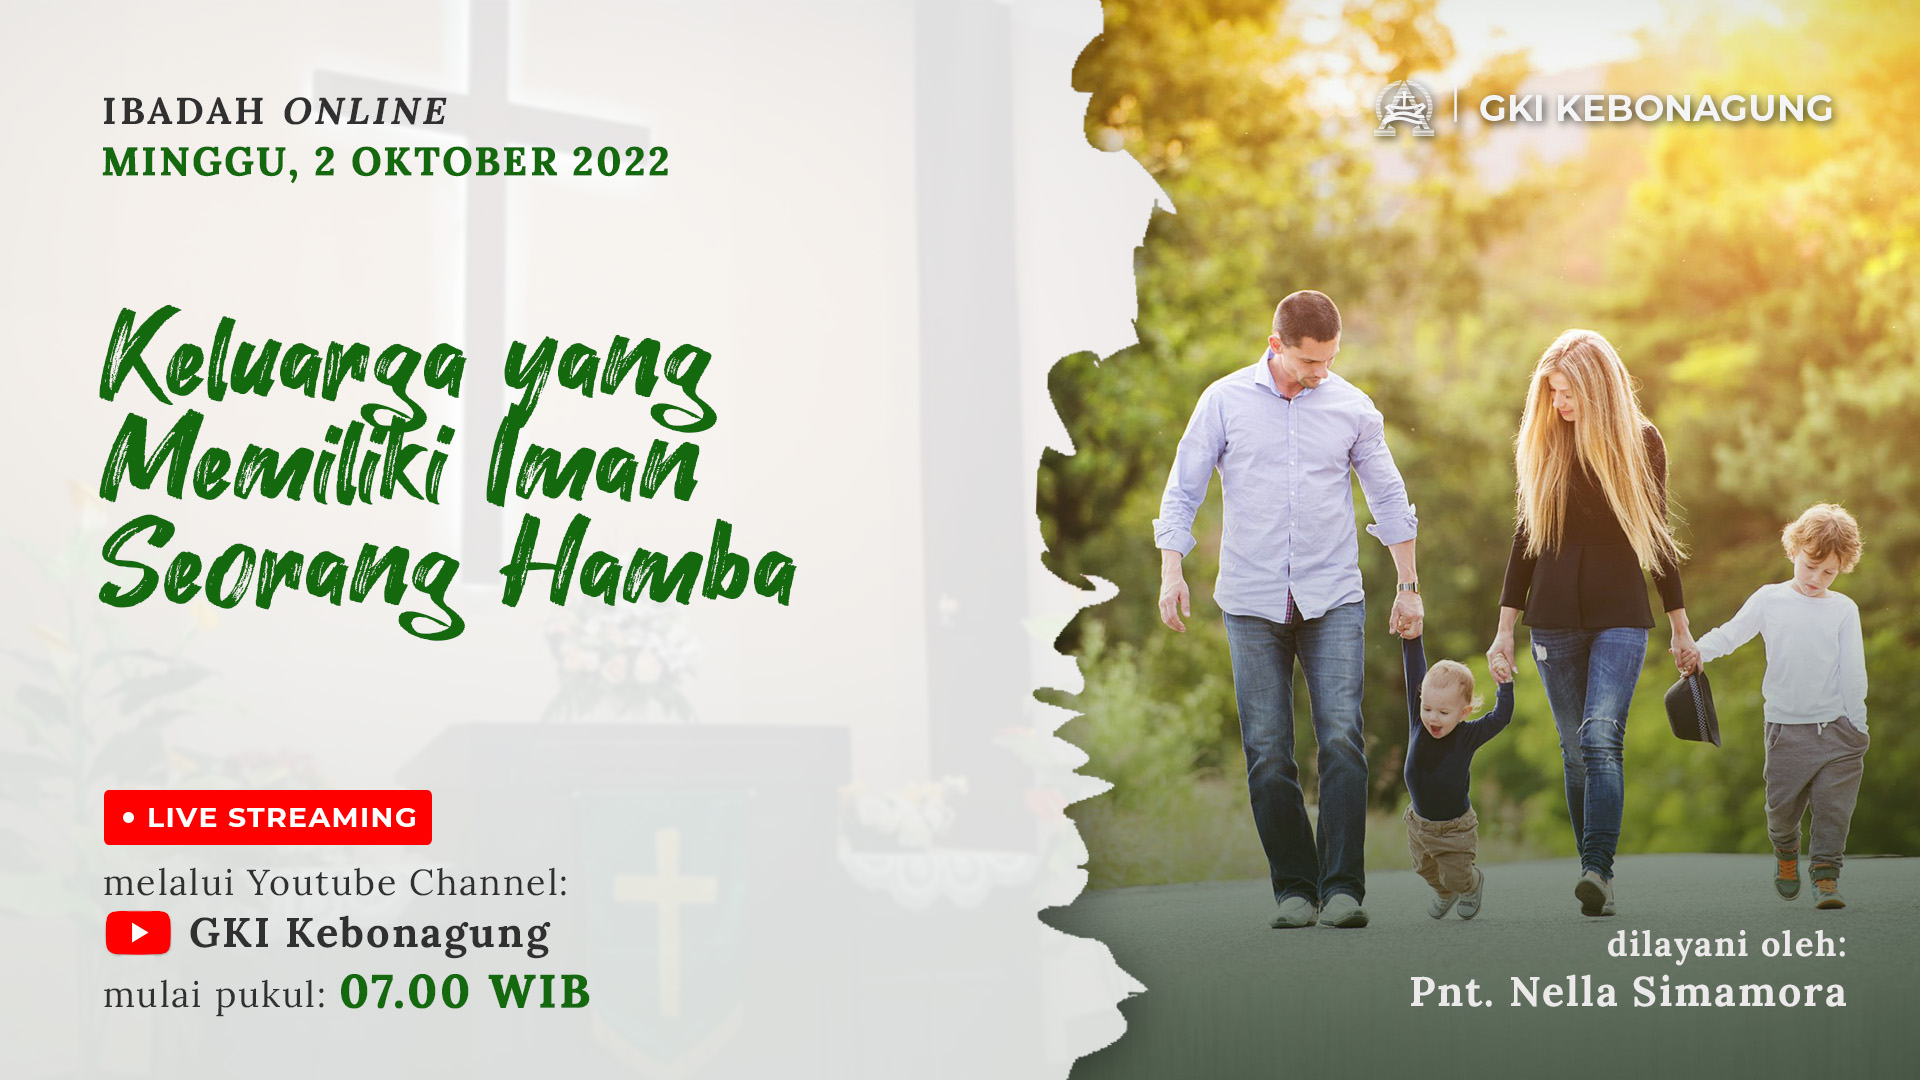 IBADAH ONLINE
MINGGU, 2 OKTOBER 2022
GKI KEBONAGUNG
Keluarga yang
Memiliki Iman
Seorang Hamba
LIVE STREAMING
melalui Youtube Channel:
GKI Kebonagung
mulai pukul: 07.00 WIB
dilayani oleh:
Pnt. Nella Simamora